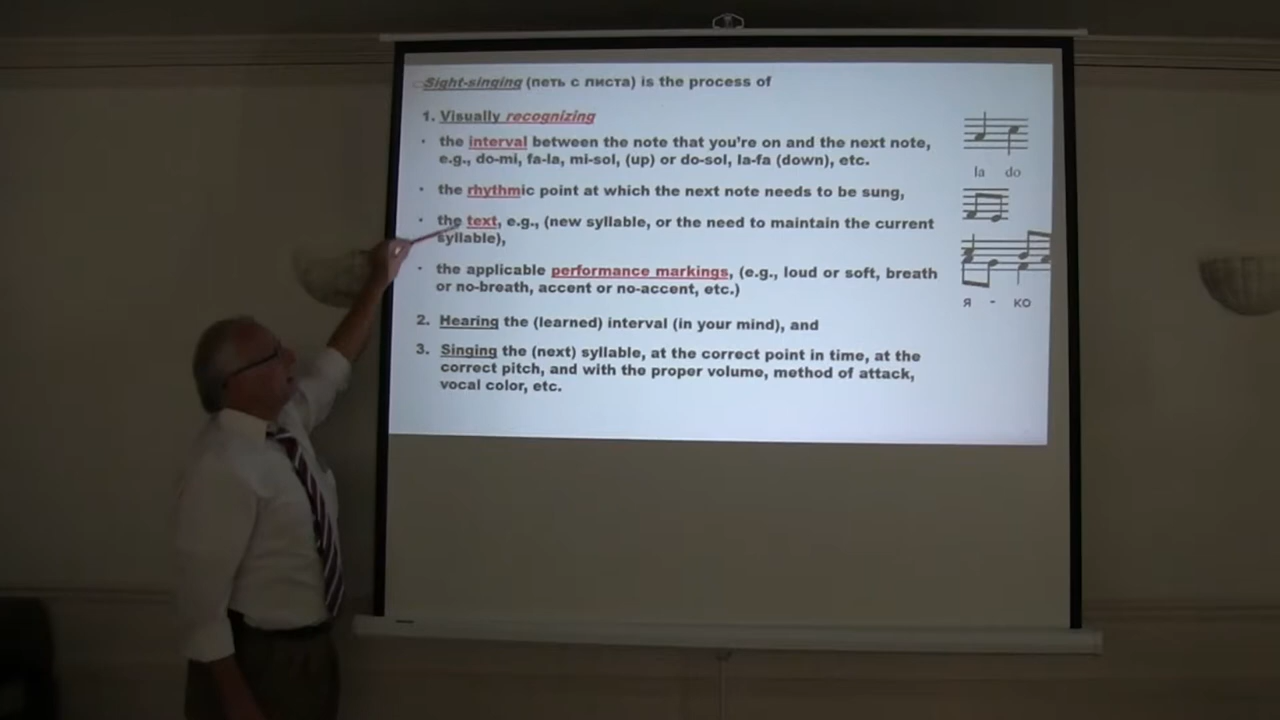 Sight-singing (петь с писта) is the process of
1. Visually recognizing
· the interval between the note that you're on and the next note,
e.g., do-mi, fa-la, mi-sol, (up) or do-sol, la-fa (down), etc.
· the rhythmic point at which the next note needs to be sung,
· the text, e.g., (new syllable, or the need to maintain the current
syllable),
· the applicable performance markings, (e.g., loud or soft, breath
or no-breath, accent or no-accent, etc.)
2. Hearing the (learned) interval (in your mind), and
3. Singing the (next) syllable, at the correct point in time, at the
correct pitch, and with the proper volume, method of attack,
vocal color, etc.
la do
я - ко